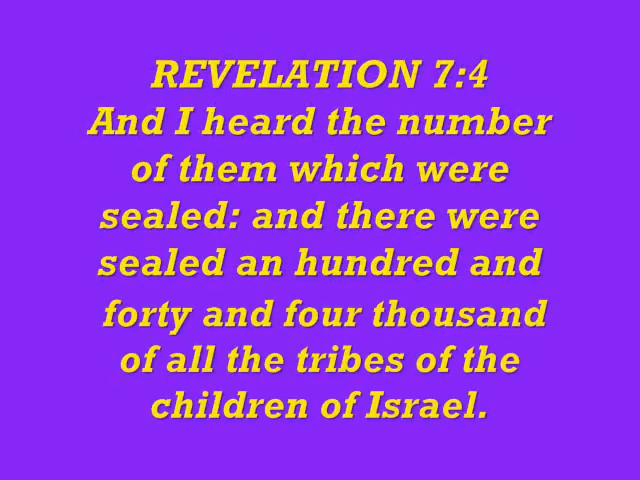 REVELATION 7:4
And I heard the number
of them which were
sealed: and there were
sealed an hundred and
forty and four thousand
of all the tribes of the
children of Israel.